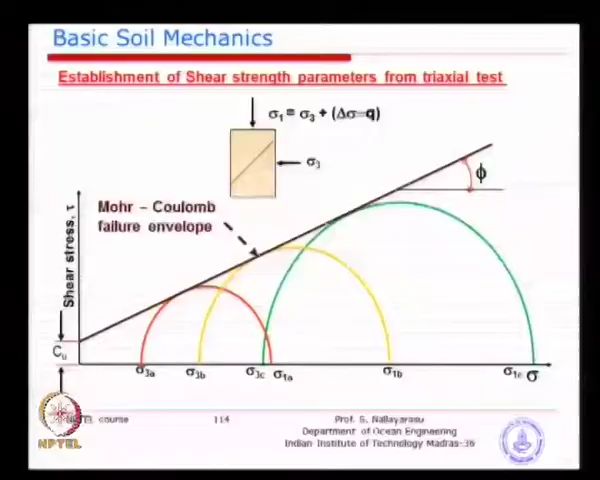 Basic Soil Mechanics
Establishment of Shear strength parameters from triaxial test
σ1 = σ3 + (Δσ=q)
σ3
ϕ
Mohr – Coulomb
failure envelope
Shear stress, τ
Cu
σ3a σ3b σ3c σ1a σ1b σ1c σ
NPTEL course 114 Prof. S. Nallayarasu
Department of Ocean Engineering
Indian Institute of Technology Madras-36
NPTEL